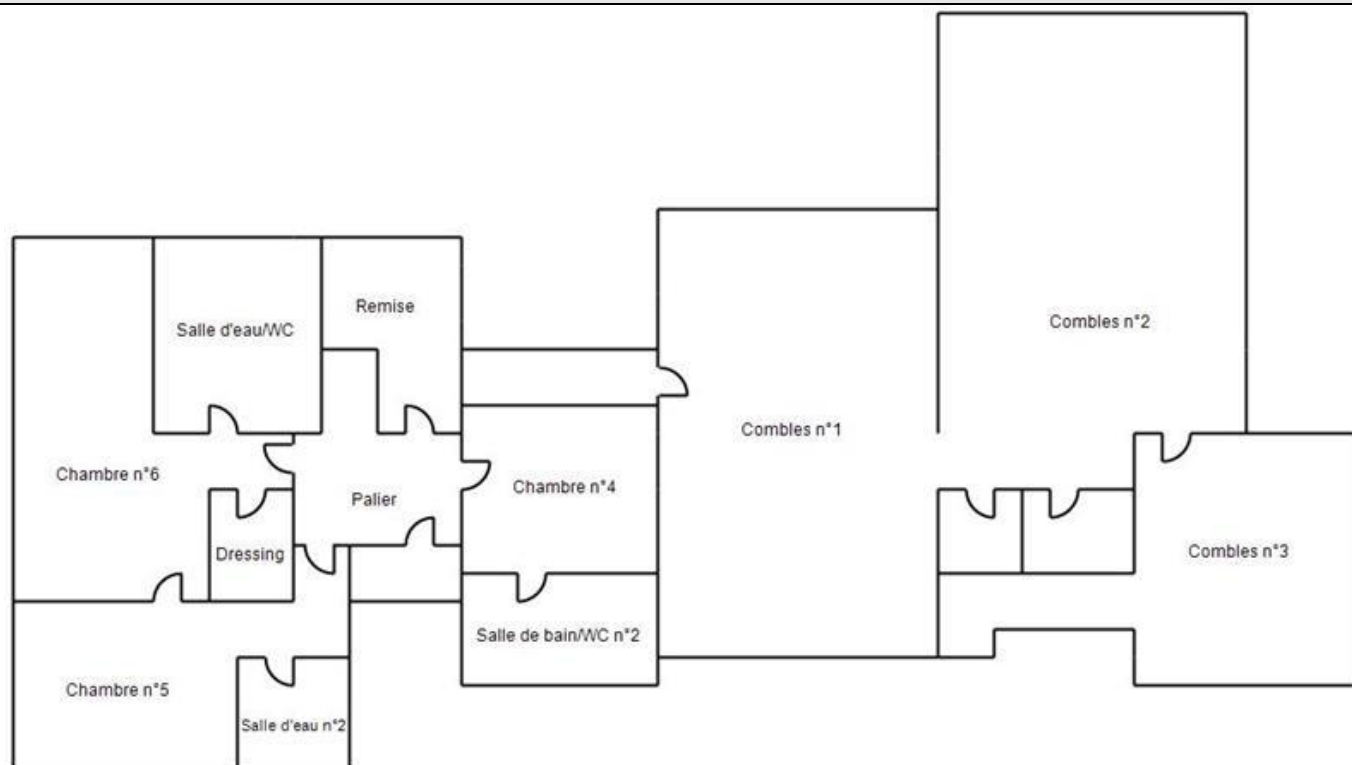 Remise
Salle d'eau/WC
Combles n°2
Combles n°1
Chambre n°6
Chambre n°4
Palier
Dressing
Combles n°3
Salle de bain/WC n°2
Chambre n°5
Salle d'eau n°2